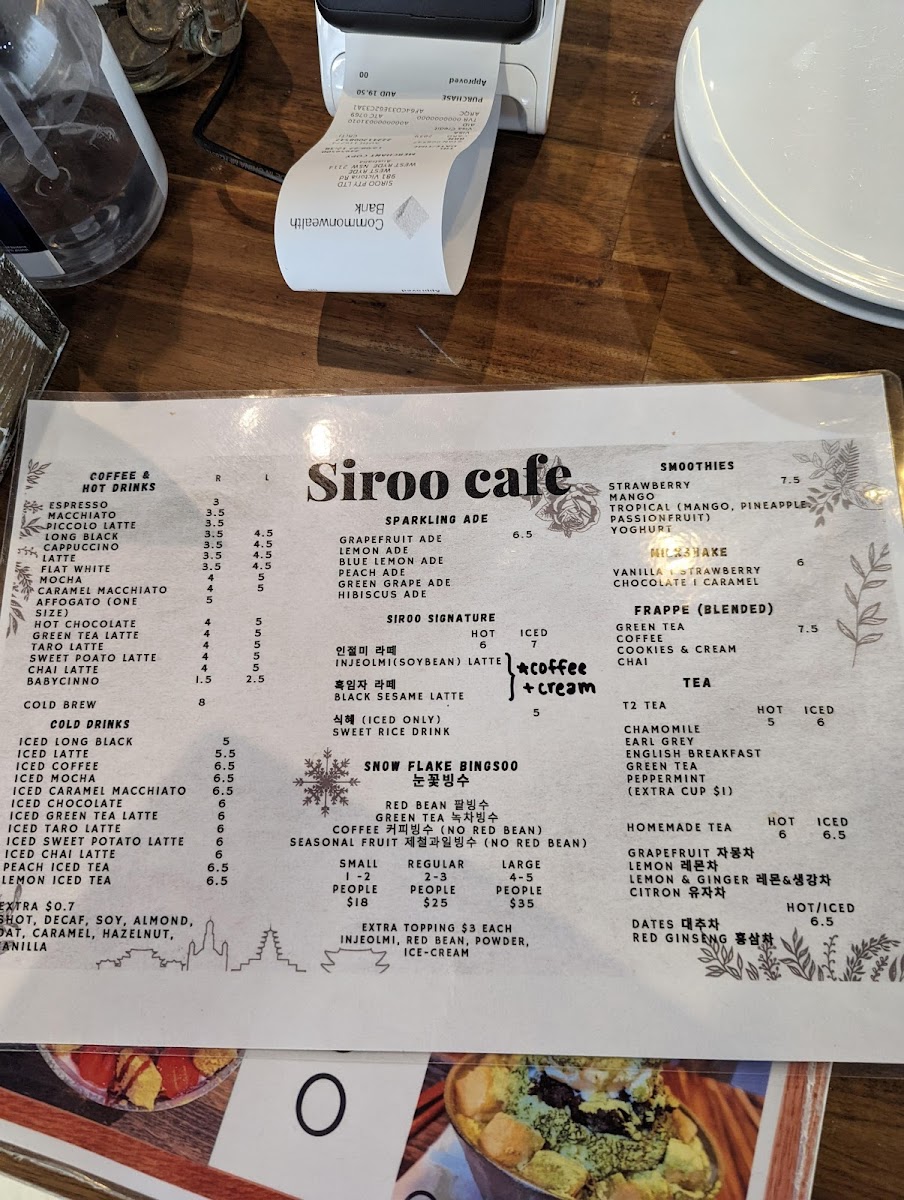 Approved
00
PURCHASE AUD 19.50
MERCHANT COPY
WEST RYDE NSW 2114
WEST RYDE
981 Victoria Rd
SIROO PTY LTD
Commonwealth
Bank
Approved
Siroo cafe
COFFEE &
HOT DRINKS R L
ESPRESSO 3
MACCHIATO 3.5
PICCOLO LATTE 3.5
LONG BLACK 3.5 4.5
CAPPUCCINO 3.5 4.5
LATTE 3.5 4.5
FLAT WHITE 3.5 4.5
MOCHA 4 5
CARAMEL MACCHIATO 4 5
AFFOGATO (ONE 5
SIZE)
HOT CHOCOLATE 4 5
GREEN TEA LATTE 4 5
TARO LATTE 4 5
SWEET POATO LATTE 4 5
CHAI LATTE 4 5
BABYCINNO 1.5 2.5
COLD BREW 8
COLD DRINKS
ICED LONG BLACK 5
ICED LATTE 5.5
ICED COFFEE 6.5
ICED MOCHA 6.5
ICED CARAMEL MACCHIATO 6.5
ICED CHOCOLATE 6
ICED GREEN TEA LATTE 6
ICED TARO LATTE 6
ICED SWEET POTATO LATTE 6
ICED CHAI LATTE 6
PEACH ICED TEA 6.5
LEMON ICED TEA 6.5
EXTRA $0.7
SHOT, DECAF, SOY, ALMOND,
OAT, CARAMEL, HAZELNUT,
VANILLA
SPARKLING ADE
GRAPEFRUIT ADE 6.5
LEMON ADE
BLUE LEMON ADE
PEACH ADE
GREEN GRAPE ADE
HIBISCUS ADE
SIROO SIGNATURE
HOT ICED
인절미 라떼 6 7
INJEOLMI(SOYBEAN) LATTE
흑임자 라떼
BLACK SESAME LATTE
*coffee
+cream
식혜 (ICED ONLY) 5
SWEET RICE DRINK
SNOW FLAKE BINGSOO
눈꽃빙수
RED BEAN 팥빙수
GREEN TEA 녹차빙수
COFFEE 커피빙수 (NO RED BEAN)
SEASONAL FRUIT 제철과일빙수 (NO RED BEAN)
SMALL REGULAR LARGE
1 -2 2-3 4-5
PEOPLE PEOPLE PEOPLE
$18 $25 $35
EXTRA TOPPING $3 EACH
INJEOLMI, RED BEAN, POWDER,
ICE-CREAM
SMOOTHIES
STRAWBERRY 7.5
MANGO
TROPICAL (MANGO, PINEAPPLE,
PASSIONFRUIT)
YOGHURT
MILKSHAKE
VANILLA I STRAWBERRY 6
CHOCOLATE I CARAMEL
FRAPPE (BLENDED)
GREEN TEA 7.5
COFFEE
COOKIES & CREAM
CHAI
TEA
T2 TEA HOT ICED
5 6
CHAMOMILE
EARL GREY
ENGLISH BREAKFAST
GREEN TEA
PEPPERMINT
(EXTRA CUP $1)
HOMEMADE TEA HOT ICED
6 6.5
GRAPEFRUIT 자몽차
LEMON 레몬차
LEMON & GINGER 레몬&생강차
CITRON 유자차
HOT/ICED
DATES 대추차 6.5
RED GINSENG 홍삼차